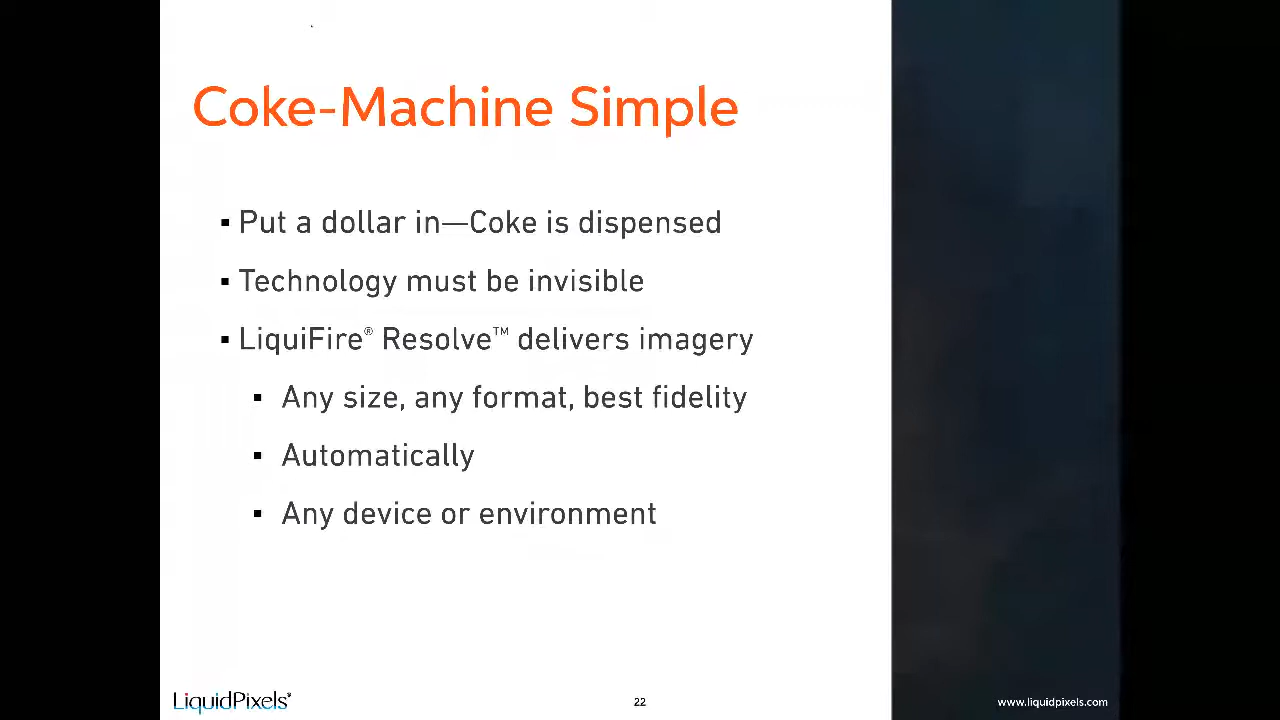 Coke-Machine Simple
▪ Put a dollar in—Coke is dispensed
▪ Technology must be invisible
▪ LiquiFire® Resolve™ delivers imagery
▪ Any size, any format, best fidelity
▪ Automatically
▪ Any device or environment
LiquidPixels®
22
www.liquidpixels.com